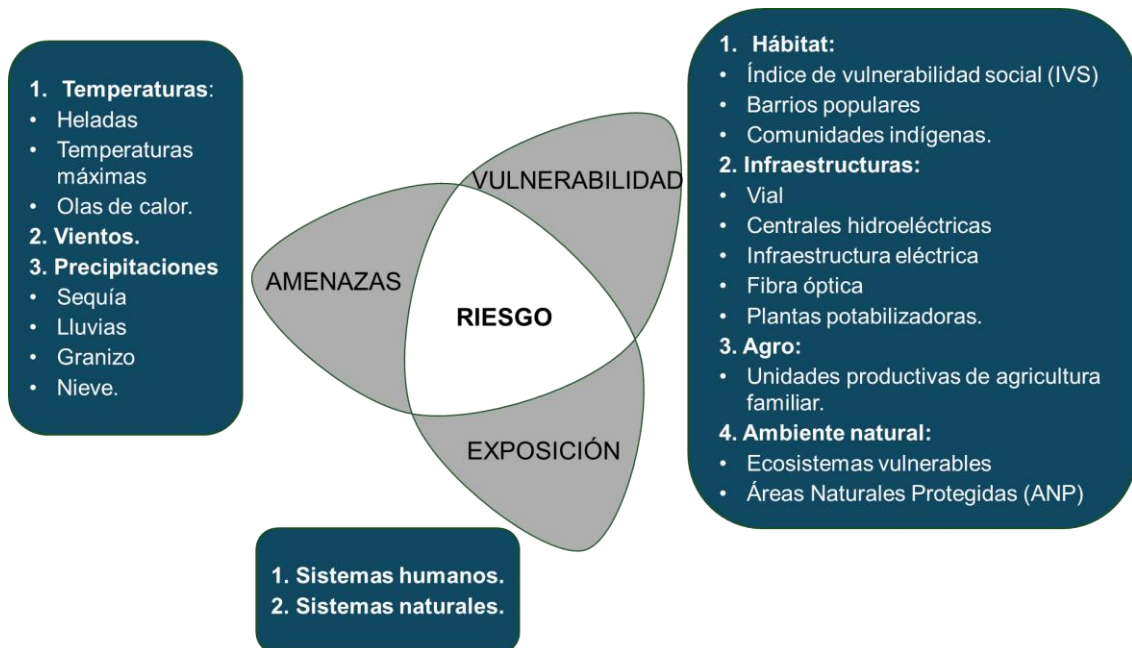 1. Temperaturas:
• Heladas
• Temperaturas
máximas
• Olas de calor.
2. Vientos.
3. Precipitaciones
• Sequía
• Lluvias
• Granizo
• Nieve.
AMENAZAS
VULNERABILIDAD
RIESGO
EXPOSICIÓN
1. Hábitat:
• Índice de vulnerabilidad social (IVS)
• Barrios populares
• Comunidades indígenas.
2. Infraestructuras:
• Vial
• Centrales hidroeléctricas
• Infraestructura eléctrica
• Fibra óptica
• Plantas potabilizadoras.
3. Agro:
• Unidades productivas de agricultura
familiar.
4. Ambiente natural:
• Ecosistemas vulnerables
• Áreas Naturales Protegidas (ANP)
1. Sistemas humanos.
2. Sistemas naturales.